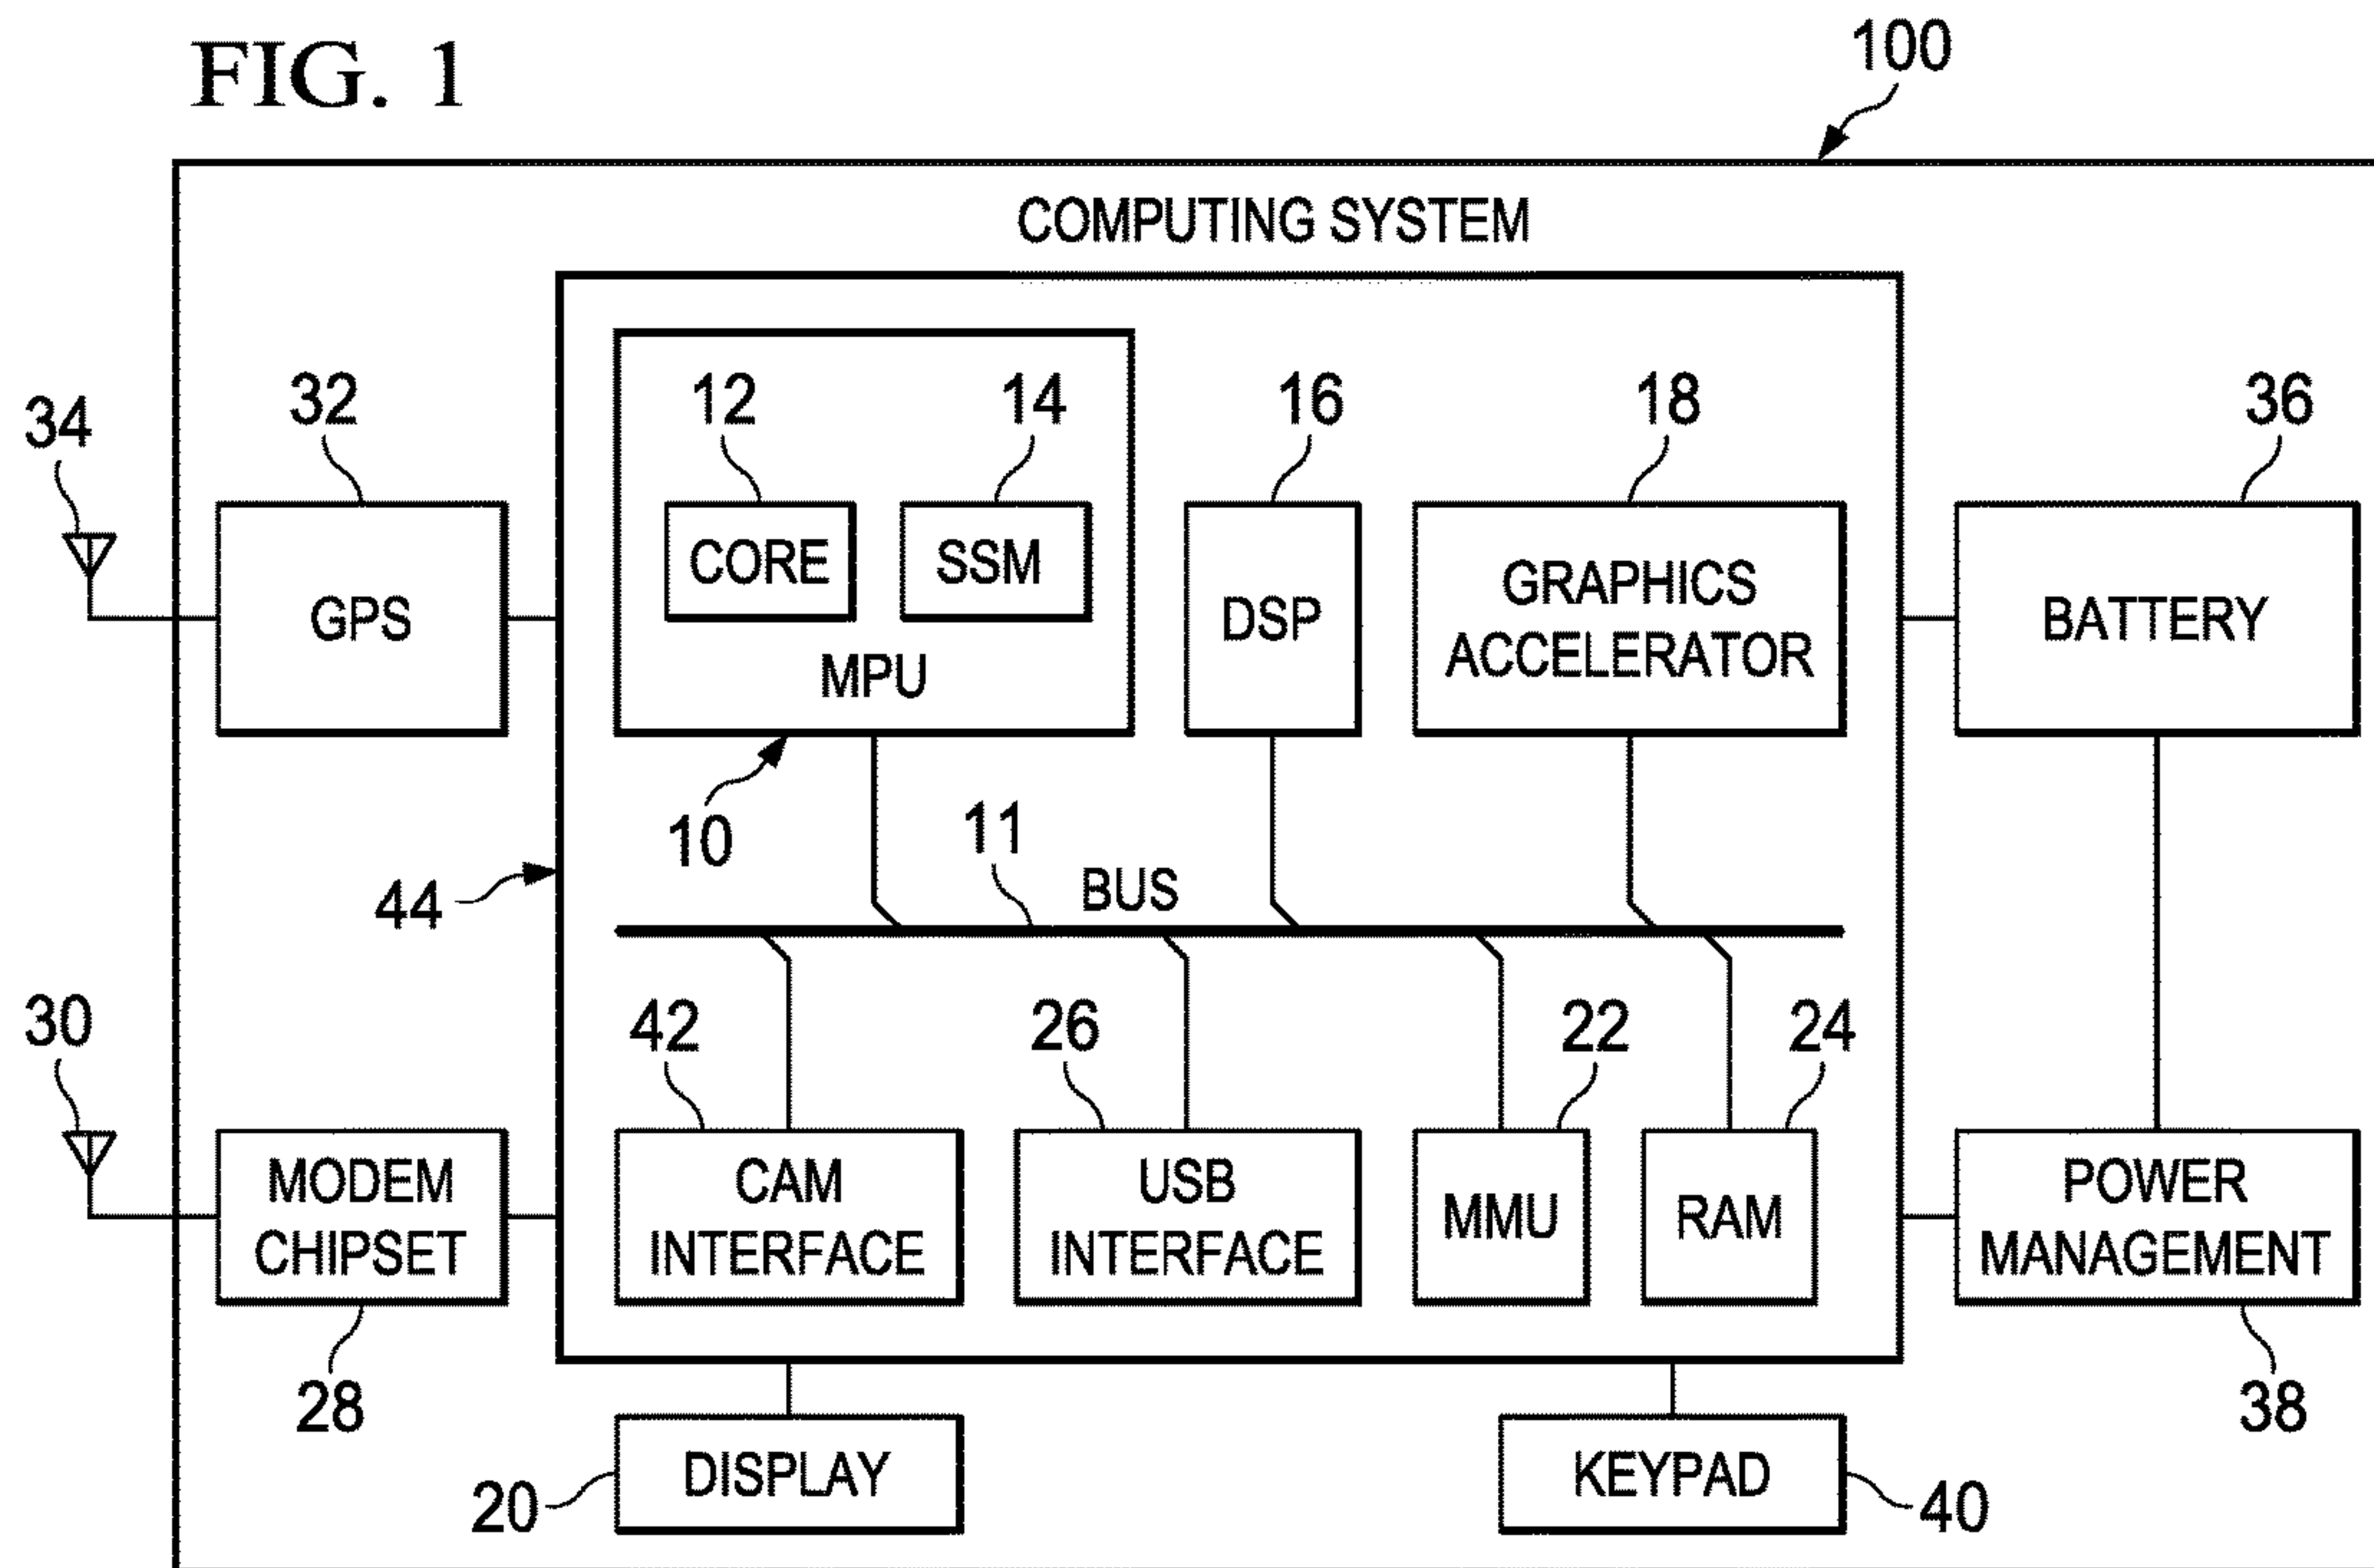 FIG. 1
100
COMPUTING SYSTEM
34
32
12
14
16
18
36
GPS
CORE
SSM
MPU
DSP
GRAPHICS
ACCELERATOR
BATTERY
10
11
BUS
44
30
42
26
22
24
MODEM
CHIPSET
CAM
INTERFACE
USB
INTERFACE
MMU
RAM
POWER
MANAGEMENT
28
38
20
DISPLAY
KEYPAD
40